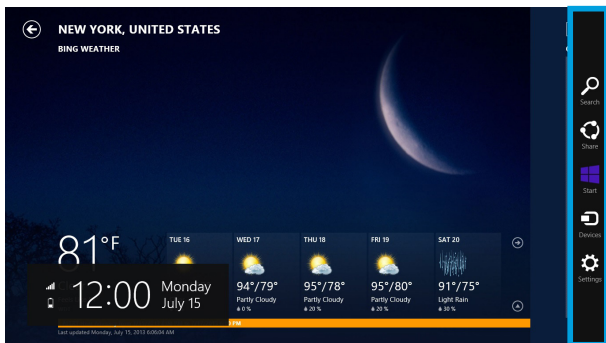 NEW YORK, UNITED STATES
BING WEATHER
Search
Share
Start
Devices
Settings
81°F
TUE 16
WED 17
94°/79°
Partly Cloudy
0 %
THU 18
95°/78°
Partly Cloudy
20 %
FRI 19
95°/80°
Partly Cloudy
20 %
SAT 20
91°/75°
Light Rain
30 %
12:00
Monday
July 15
PM
Last updated Monday, July 15, 2013 6:06:04 AM